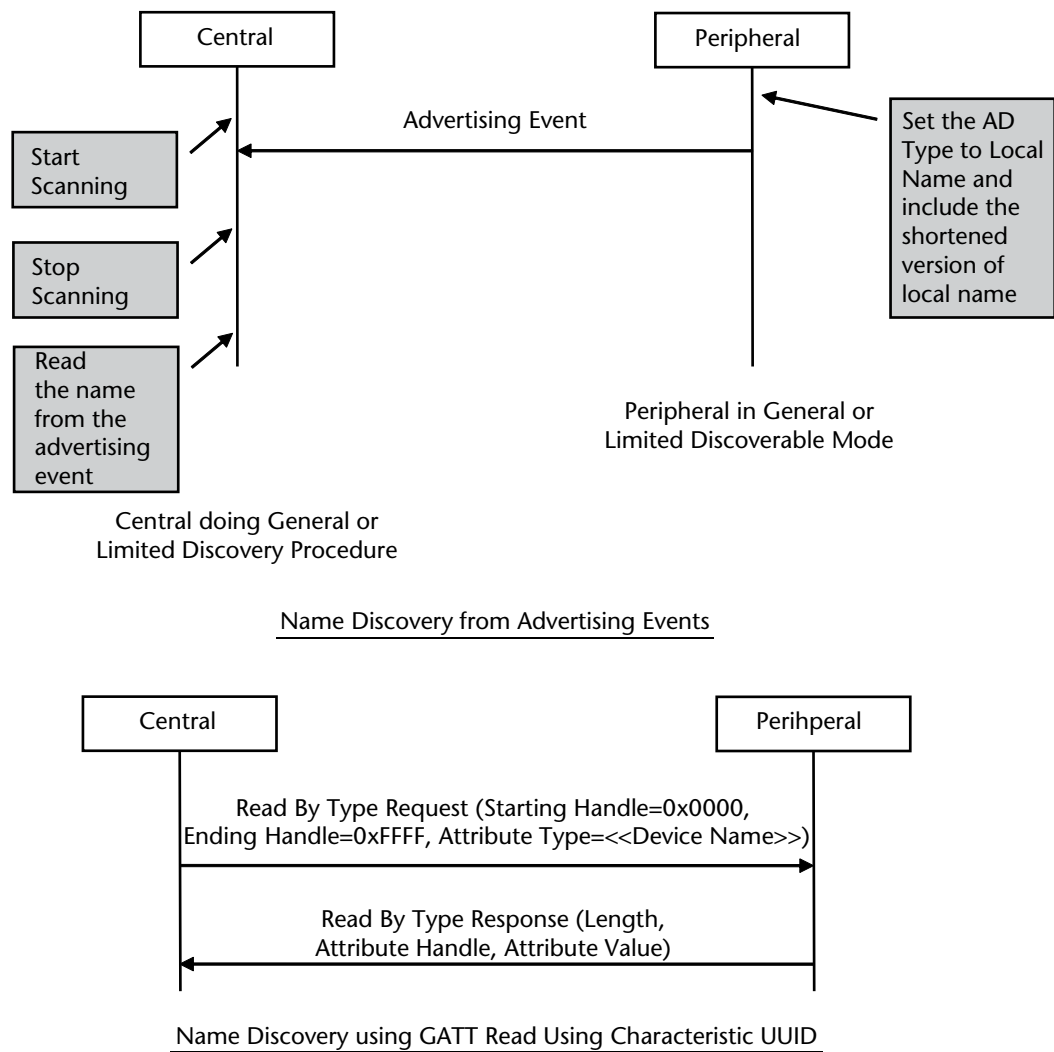 Central
Peripheral
Advertising Event
Start
Scanning
Stop
Scanning
Read
the name
from the
advertising
event
Set the AD
Type to Local
Name and
include the
shortened
version of
local name
Peripheral in General or
Limited Discoverable Mode
Central doing General or
Limited Discovery Procedure
Name Discovery from Advertising Events
Central
Perihperal
Read By Type Request (Starting Handle=0x0000,
Ending Handle=0xFFFF, Attribute Type=<<Device Name>>)
Read By Type Response (Length,
Attribute Handle, Attribute Value)
Name Discovery using GATT Read Using Characteristic UUID